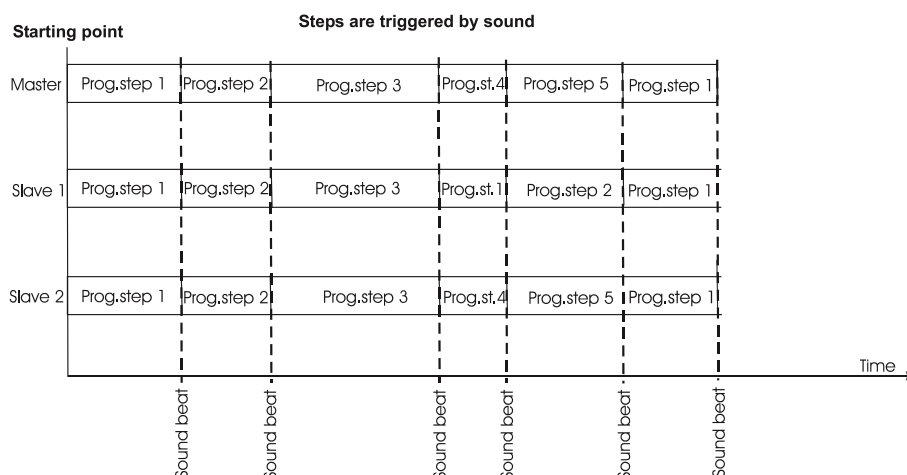 Steps are triggered by sound
Starting point
Master Prog.step 1 Prog.step 2 Prog.step 3 Prog.st.4 Prog.step 5 Prog.step 1
Slave 1 Prog.step 1 Prog.step 2 Prog.step 3 Prog.st.1 Prog.step 2 Prog.step 1
Slave 2 Prog.step 1 Prog.step 2 Prog.step 3 Prog.st.4 Prog.step 5 Prog.step 1
Time
Sound beat
Sound beat
Sound beat
Sound beat
Sound beat
Sound beat